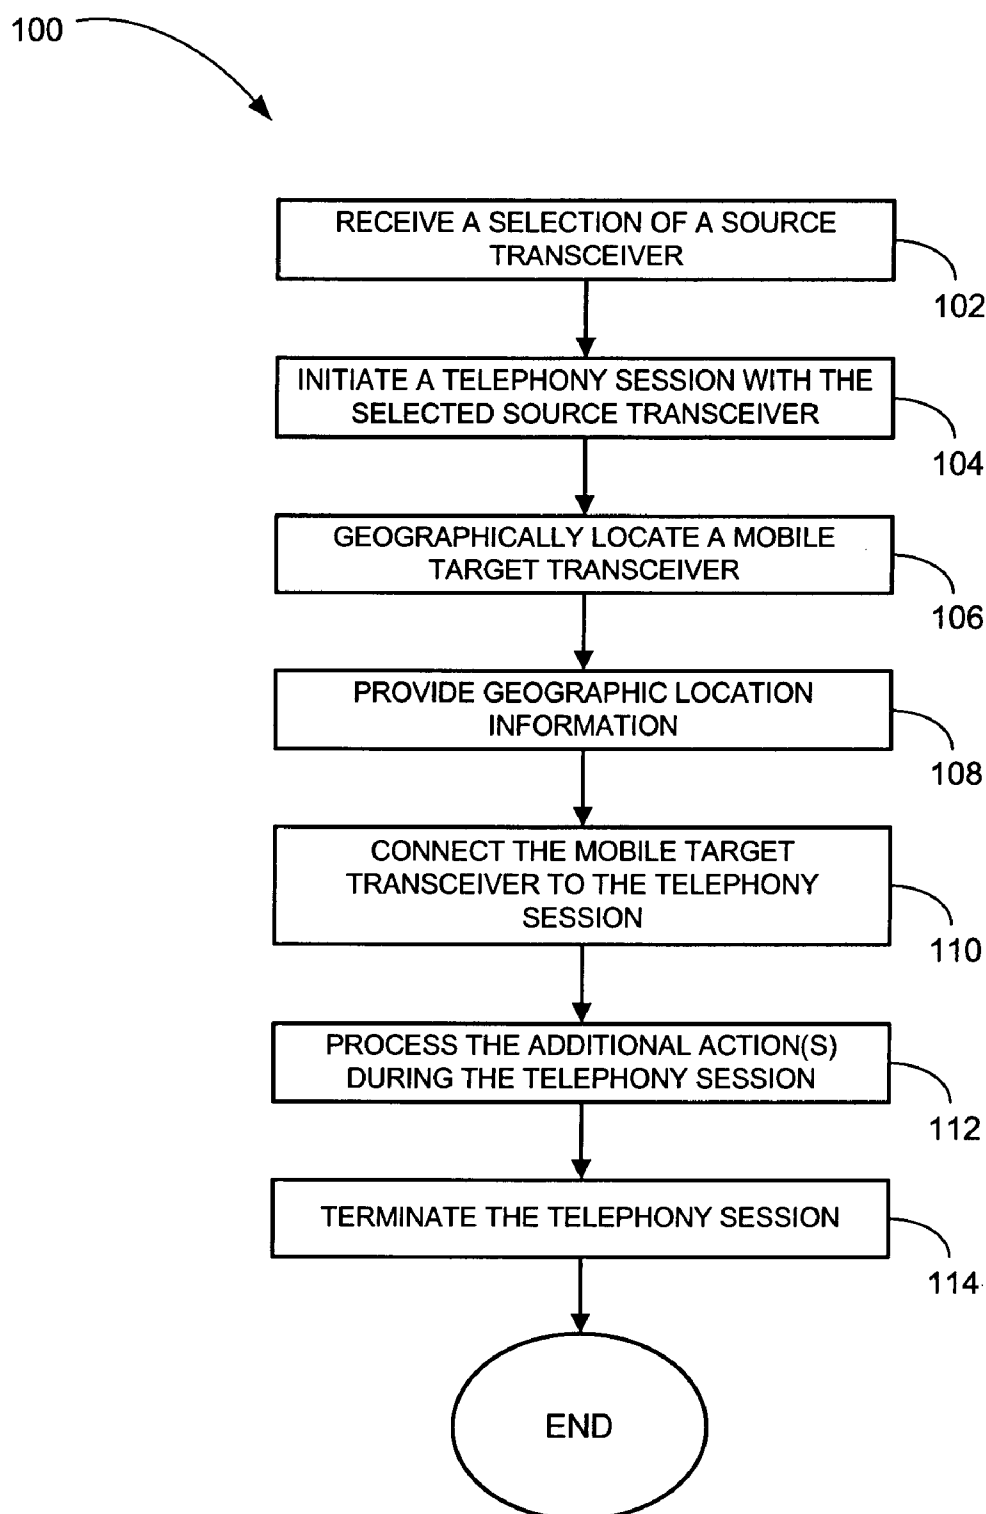 100
RECEIVE A SELECTION OF A SOURCE
TRANSCEIVER
102
INITIATE A TELEPHONY SESSION WITH THE
SELECTED SOURCE TRANSCEIVER
104
GEOGRAPHICALLY LOCATE A MOBILE
TARGET TRANSCEIVER
106
PROVIDE GEOGRAPHIC LOCATION
INFORMATION
108
CONNECT THE MOBILE TARGET
TRANSCEIVER TO THE TELEPHONY
SESSION
110
PROCESS THE ADDITIONAL ACTION(S)
DURING THE TELEPHONY SESSION
112
TERMINATE THE TELEPHONY SESSION
114
END